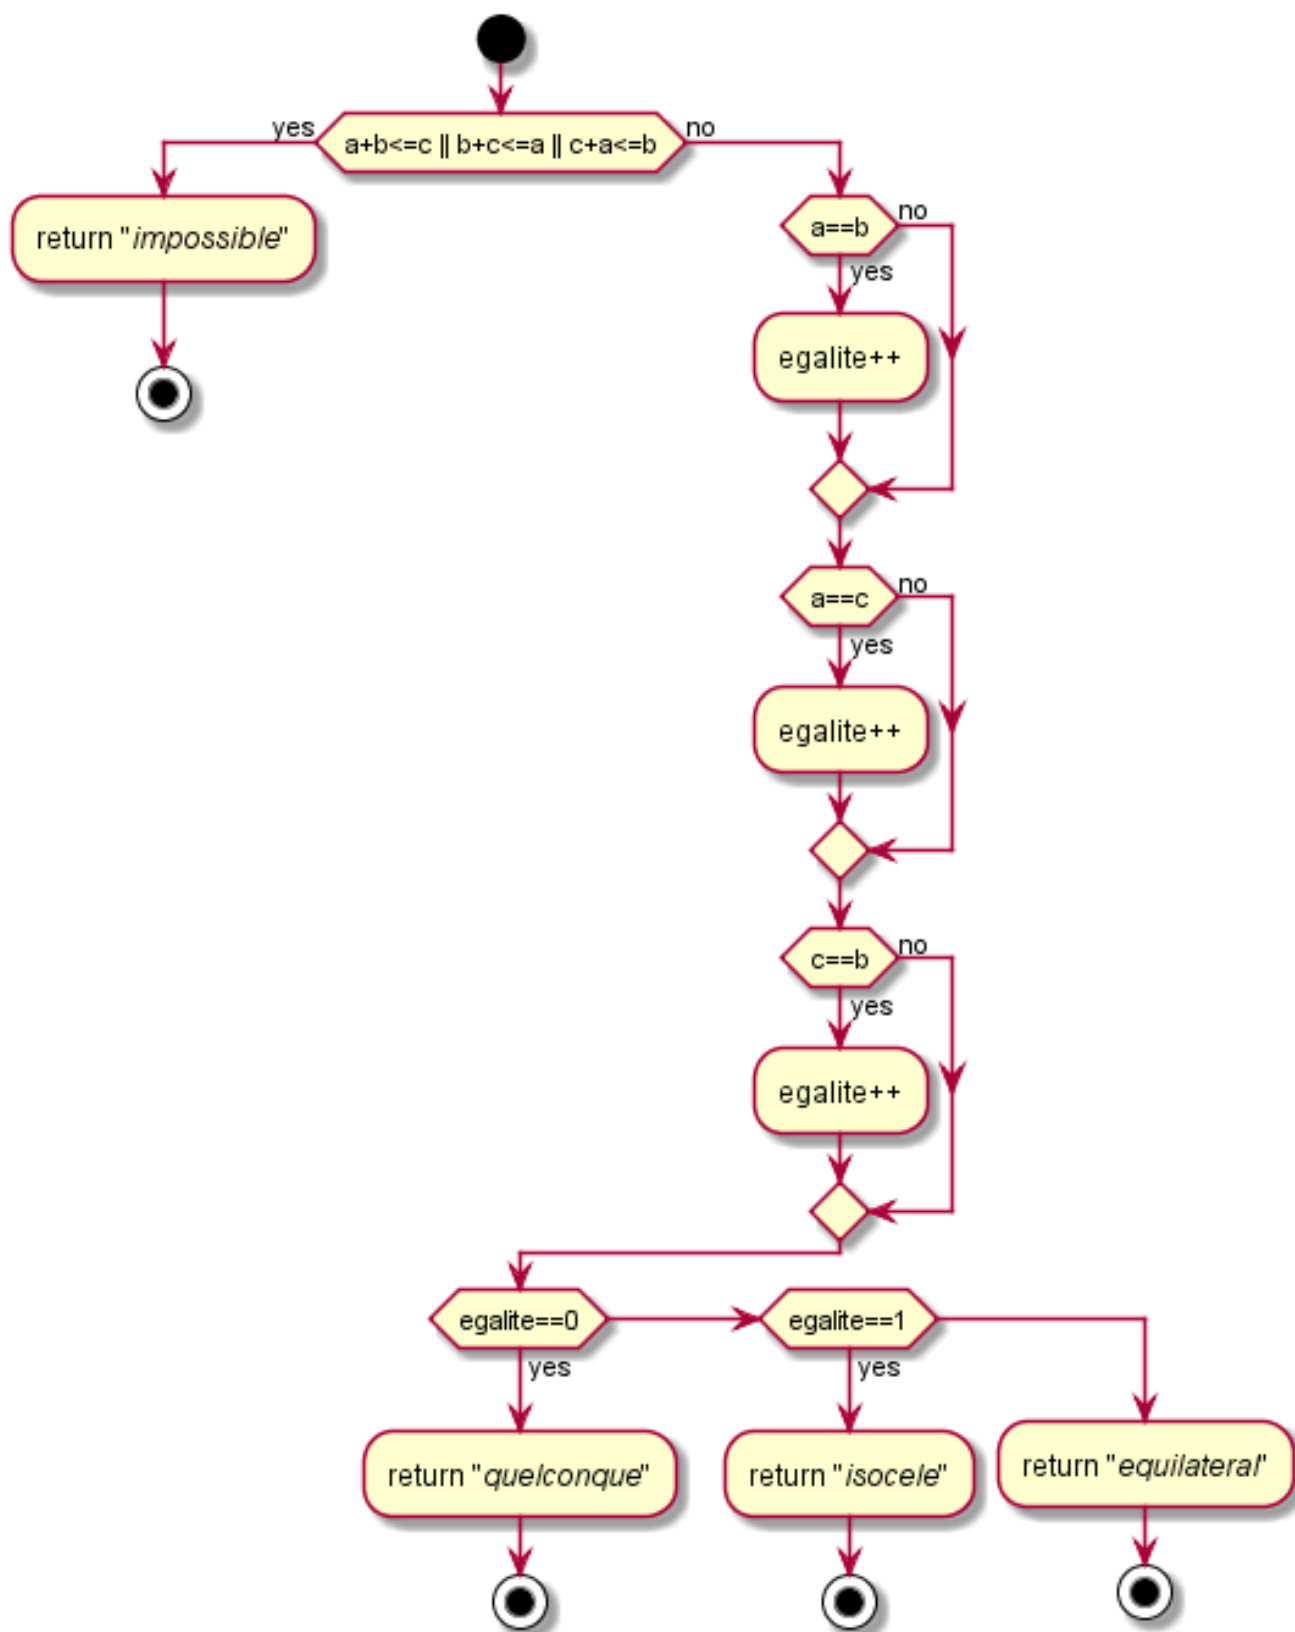 yes
a+b<=c || b+c<=a || c+a<=b
no
return "impossible"
a==b
no
yes
egalite++
a==c
no
yes
egalite++
c==b
no
yes
egalite++
egalite==0
egalite==1
yes
yes
return "quelconque"
return "isocele"
return "equilateral"